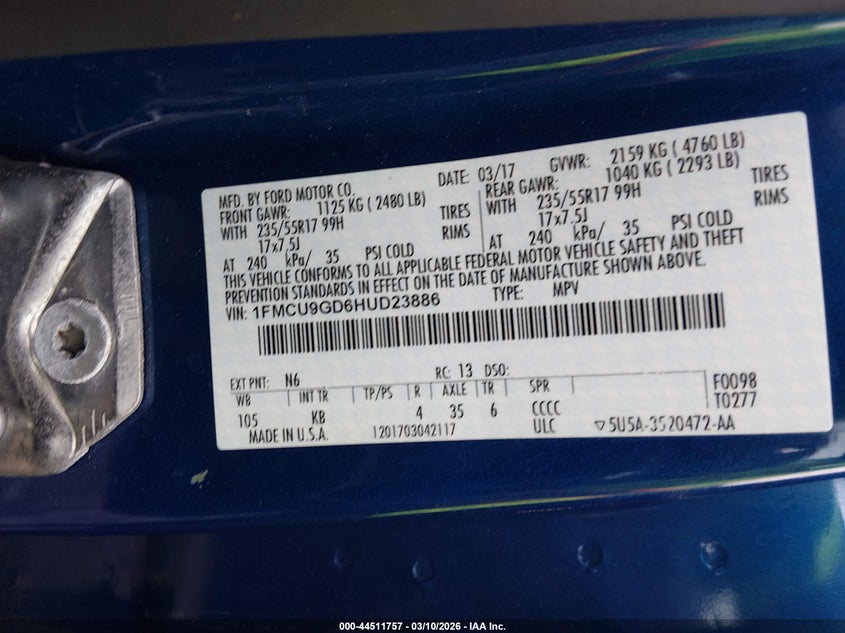 MFD. BY FORD MOTOR CO.
DATE: 03/17 GVWR: 2159 KG ( 4760 LB)
FRONT GAWR: 1125 KG ( 2480 LB)
REAR GAWR: 1040 KG ( 2293 LB)
WITH 235/55R17 99H TIRES
WITH 235/55R17 99H TIRES
17x7.5J RIMS
17x7.5J RIMS
AT 240 kPa/ 35 PSI COLD
AT 240 kPa/ 35 PSI COLD
THIS VEHICLE CONFORMS TO ALL APPLICABLE FEDERAL MOTOR VEHICLE SAFETY AND THEFT
PREVENTION STANDARDS IN EFFECT ON THE DATE OF MANUFACTURE SHOWN ABOVE.
VIN: 1FMCU9GD6HUD23886 TYPE: MPV
EXT PNT: N6 RC: 13 DSO:
WB INT TR TP/PS R AXLE TR SPR F0098
105 KB 4 35 6 CCCC T0277
MADE IN U.S.A. 1201703042117 ULC ▽5U5A-3520472-AA
000-44511757 - 03/10/2026 - IAA Inc.